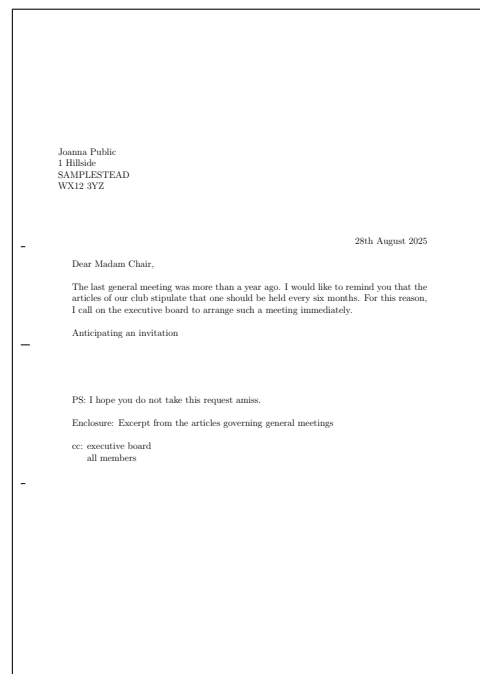 Joanna Public
1 Hillside
SAMPLESTEAD
WX12 3YZ
28th August 2025
Dear Madam Chair,
The last general meeting was more than a year ago. I would like to remind you that the
articles of our club stipulate that one should be held every six months. For this reason,
I call on the executive board to arrange such a meeting immediately.
Anticipating an invitation
PS: I hope you do not take this request amiss.
Enclosure: Excerpt from the articles governing general meetings
cc: executive board
all members